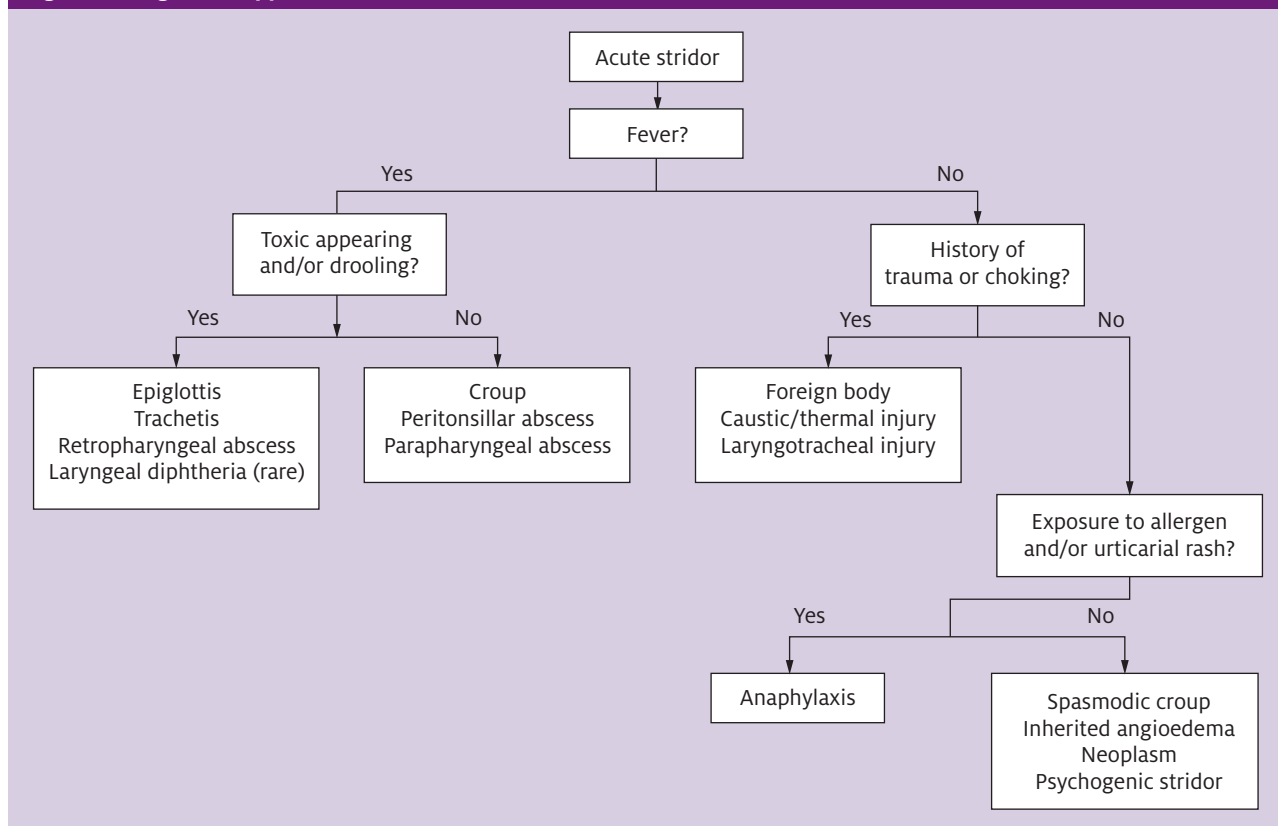 Acute stridor
Fever?
Yes
No
Toxic appearing
and/or drooling?
History of
trauma or choking?
Yes
No
Yes
No
Epiglottis
Trachetis
Retropharyngeal abscess
Laryngeal diphtheria (rare)
Croup
Peritonsillar abscess
Parapharyngeal abscess
Foreign body
Caustic/thermal injury
Laryngotracheal injury
Exposure to allergen
and/or urticarial rash?
Yes
No
Anaphylaxis
Spasmodic croup
Inherited angioedema
Neoplasm
Psychogenic stridor